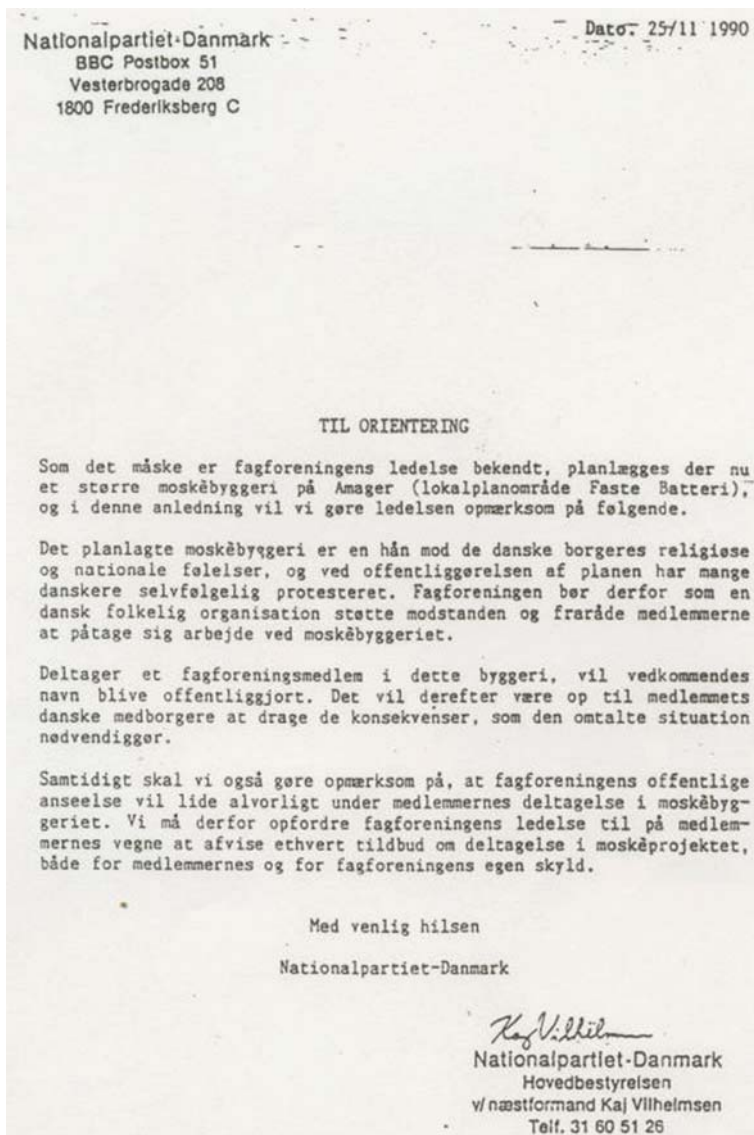 Nationalpartiet-Danmark
BBC Postbox 51
Vesterbrogade 208
1800 Frederiksberg C
Dato: 25/11 1990
TIL ORIENTERING
Som det måske er fagforeningens ledelse bekendt, planlægges der nu
et større moskèbyggeri på Amager (lokalplanområde Faste Batteri),
og i denne anledning vil vi gøre ledelsen opmærksom på følgende.
Det planlagte moskèbyggeri er en hån mod de danske borgeres religiøse
og nationale følelser, og ved offentliggørelsen af planen har mange
danskere selvfølgelig protesteret. Fagforeningen bør derfor som en
dansk folkelig organisation støtte modstanden og fraråde medlemmerne
at påtage sig arbejde ved moskèbyggeriet.
Deltager et fagforeningsmedlem i dette byggeri, vil vedkommendes
navn blive offentliggjort. Det vil derefter være op til medlemmets
danske medborgere at drage de konsekvenser, som den omtalte situation
nødvendiggør.
Samtidigt skal vi også gøre opmærksom på, at fagforeningens offentlige
anseelse vil lide alvorligt under medlemmernes deltagelse i moskèbyg-
geriet. Vi må derfor opfordre fagforeningens ledelse til på medlem-
mernes vegne at afvise ethvert tildbud om deltagelse i moskèprojektet,
både for medlemmernes og for fagforeningens egen skyld.
Med venlig hilsen
Nationalpartiet-Danmark
Kaj Vilhelm
Nationalpartiet-Danmark
Hovedbestyrelsen
v/næstformand Kaj Vilhelmsen
Telf. 31 60 51 26